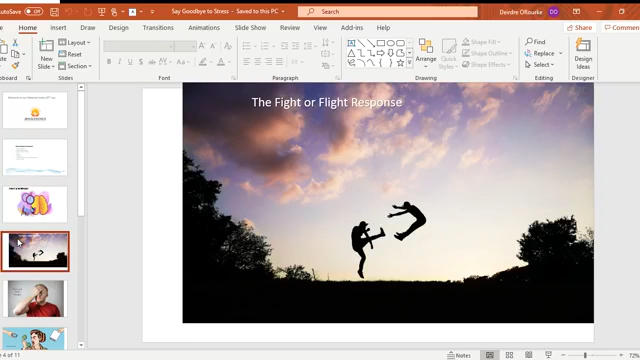 AutoSave Off
Say Goodbye to Stress - Saved to this PC
Search
Deirdre ORourke
DO
Home Insert Draw Design Transitions Animations Slide Show Review View Add-ins Help
Share
Comments
New Slide
Layout
Reset
Section
Arrange
Quick Styles
Shape Fill
Shape Outline
Shape Effects
Find
Replace
Select
Design Ideas
Slides
Font
Paragraph
Drawing
Editing
Designer
The Fight or Flight Response
e 4 of 11
Notes
72%